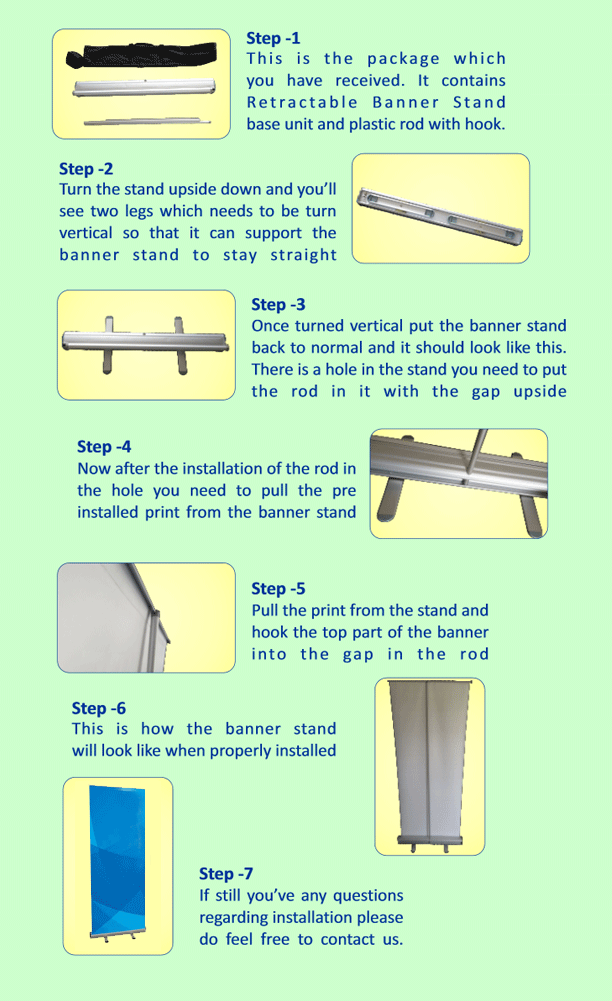 Step -1
This is the package which
you have received. It contains
Retractable Banner Stand
base unit and plastic rod with hook.
Step -2
Turn the stand upside down and you’ll
see two legs which needs to be turn
vertical so that it can support the
banner stand to stay straight
Step -3
Once turned vertical put the banner stand
back to normal and it should look like this.
There is a hole in the stand you need to put
the rod in it with the gap upside
Step -4
Now after the installation of the rod in
the hole you need to pull the pre
installed print from the banner stand
Step -5
Pull the print from the stand and
hook the top part of the banner
into the gap in the rod
Step -6
This is how the banner stand
will look like when properly installed
Step -7
If still you’ve any questions
regarding installation please
do feel free to contact us.